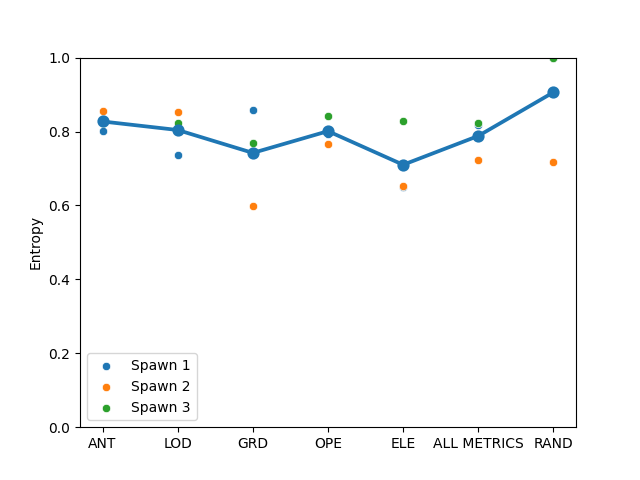 1.0
0.8
0.6
0.4
0.2
0.0
Entropy
Spawn 1
Spawn 2
Spawn 3
ANT LOD GRD OPE ELE ALL METRICS RAND